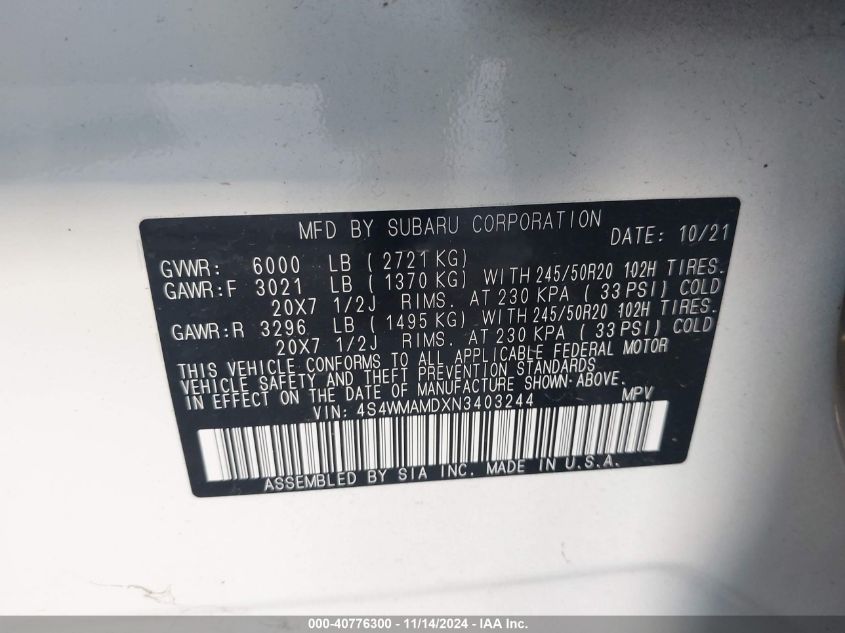 MFD BY SUBARU CORPORATION DATE: 10/21
GVWR: 6000 LB ( 2721 KG)
GAWR:F 3021 LB ( 1370 KG) WITH 245/50R20 102H TIRES.
20X7 1/2J RIMS. AT 230 KPA ( 33 PSI) COLD
GAWR:R 3296 LB ( 1495 KG) WITH 245/50R20 102H TIRES.
20X7 1/2J RIMS. AT 230 KPA ( 33 PSI) COLD
THIS VEHICLE CONFORMS TO ALL APPLICABLE FEDERAL MOTOR
VEHICLE SAFETY AND THEFT PREVENTION STANDARDS
IN EFFECT ON THE DATE OF MANUFACTURE SHOWN ABOVE.
VIN: 4S4WMAMDXN3403244 MPV
ASSEMBLED BY SIA INC. MADE IN U.S.A.
000-40776300 - 11/14/2024 - IAA Inc.